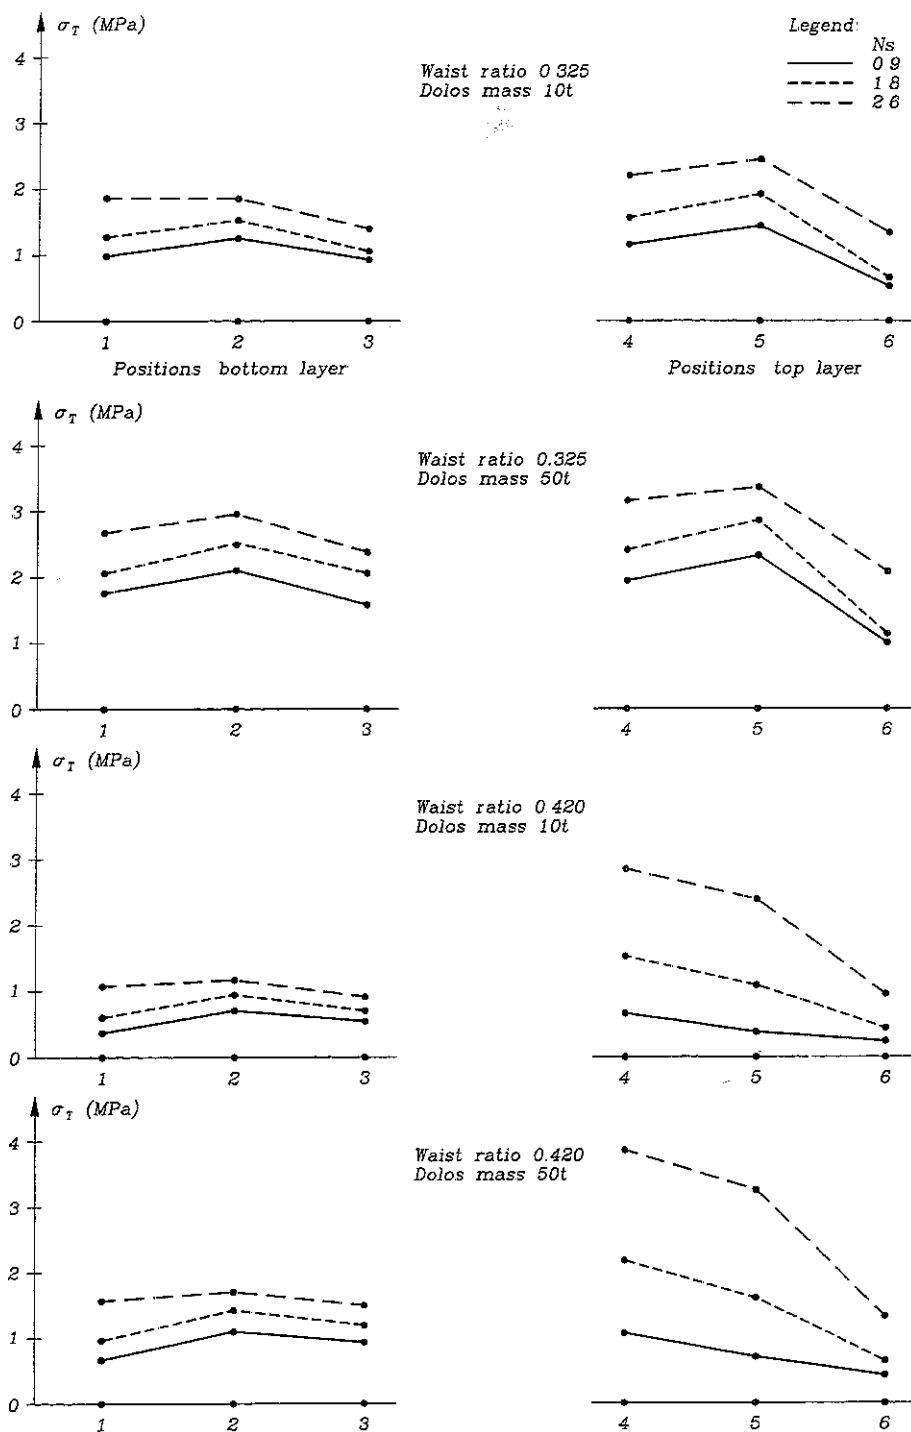 σT (MPa)
4
3
2
1
0
1 2 3
Positions bottom layer
Waist ratio 0 325
Dolos mass 10t
Legend:
Ns
0 9
1 8
2 6
4 5 6
Positions top layer
σT (MPa)
4
3
2
1
0
1 2 3
Waist ratio 0.325
Dolos mass 50t
4 5 6
σT (MPa)
4
3
2
1
0
1 2 3
Waist ratio 0 420
Dolos mass 10t
4 5 6
σT (MPa)
4
3
2
1
0
1 2 3
Waist ratio 0.420
Dolos mass 50t
4 5 6